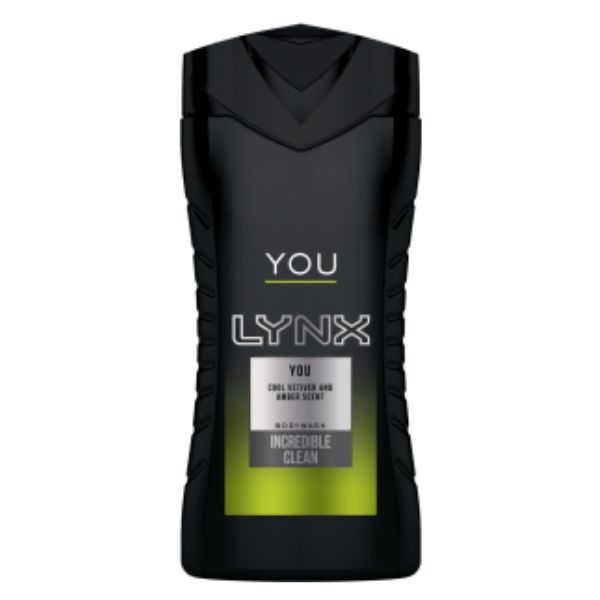 YOU
LYNX
YOU
COOL VETIVER AND
AMBER SCENT
BODYWASH
INCREDIBLE
CLEAN